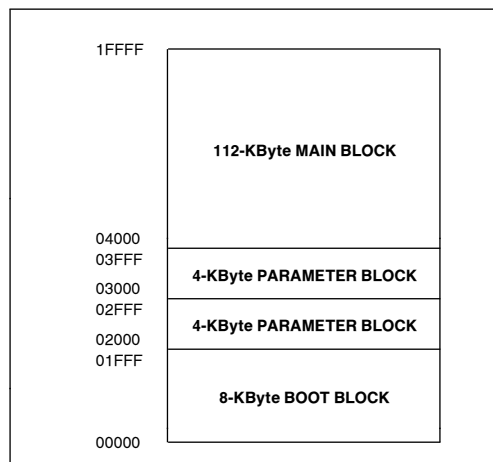 1FFFF
112-KByte MAIN BLOCK
04000
03FFF
4-KByte PARAMETER BLOCK
03000
02FFF
4-KByte PARAMETER BLOCK
02000
01FFF
8-KByte BOOT BLOCK
00000